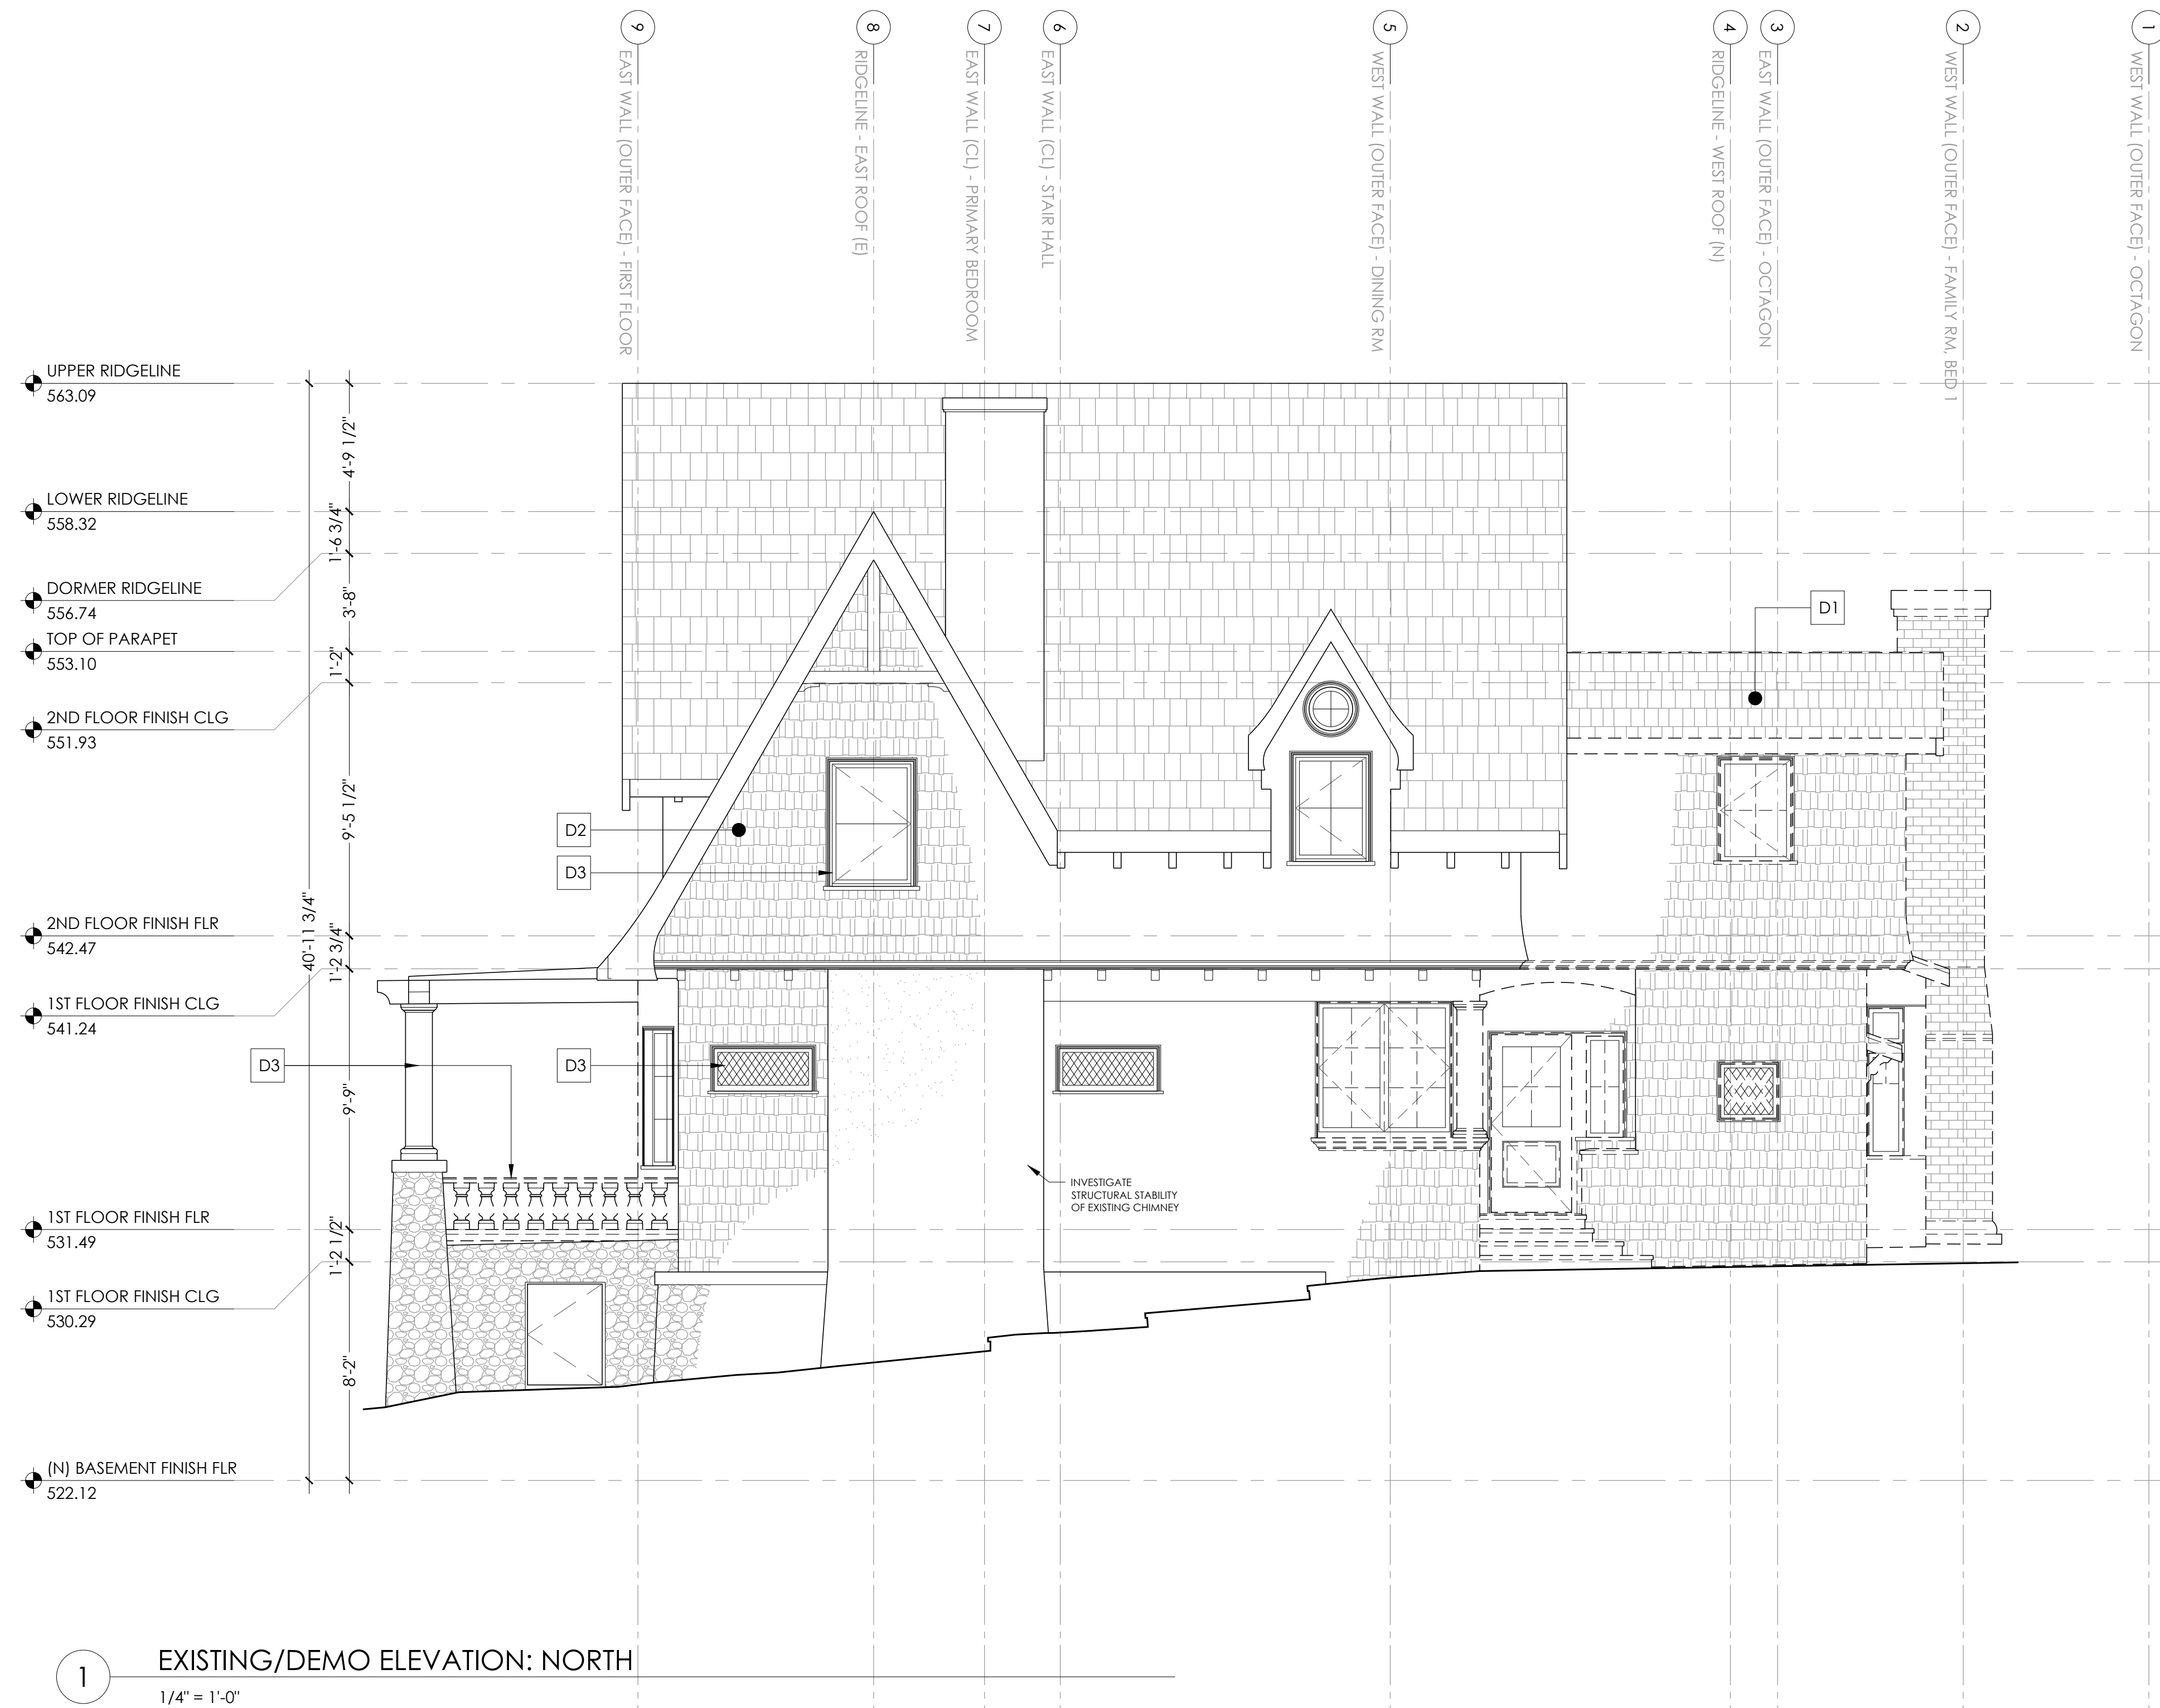 9
8
7
6
5
4
3
2
1
EAST WALL (OUTER FACE) - FIRST FLOOR
RIDGELINE - EAST ROOF (E)
EAST WALL (CL) - PRIMARY BEDROOM
EAST WALL (CL) - STAIR HALL
WEST WALL (OUTER FACE) - DINING RM
RIDGELINE - WEST ROOF (N)
EAST WALL (OUTER FACE) - OCTAGON
WEST WALL (OUTER FACE) - FAMILY RM, BED 1
WEST WALL (OUTER FACE) - OCTAGON
UPPER RIDGELINE
563.09
LOWER RIDGELINE
558.32
DORMER RIDGELINE
556.74
TOP OF PARAPET
553.10
2ND FLOOR FINISH CLG
551.93
2ND FLOOR FINISH FLR
542.47
1ST FLOOR FINISH CLG
541.24
1ST FLOOR FINISH FLR
531.49
1ST FLOOR FINISH CLG
530.29
(N) BASEMENT FINISH FLR
522.12
40'-11 3/4"
4'-9 1/2"
1'-6 3/4"
3'-8"
1'-2"
9'-5 1/2"
1'-2 3/4"
9'-9"
1'-2 1/2"
8'-2"
D1
D2
D3
D3
D3
INVESTIGATE
STRUCTURAL STABILITY
OF EXISTING CHIMNEY
1
EXISTING/DEMO ELEVATION: NORTH
1/4" = 1'-0"